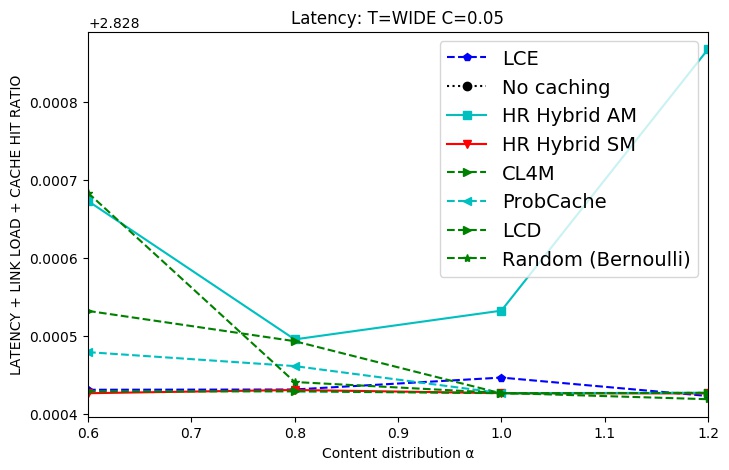 Latency: T=WIDE C=0.05
+2.828
LATENCY + LINK LOAD + CACHE HIT RATIO
0.0008
0.0007
0.0006
0.0005
0.0004
LCE
No caching
HR Hybrid AM
HR Hybrid SM
CL4M
ProbCache
LCD
Random (Bernoulli)
0.6 0.7 0.8 0.9 1.0 1.1 1.2
Content distribution α